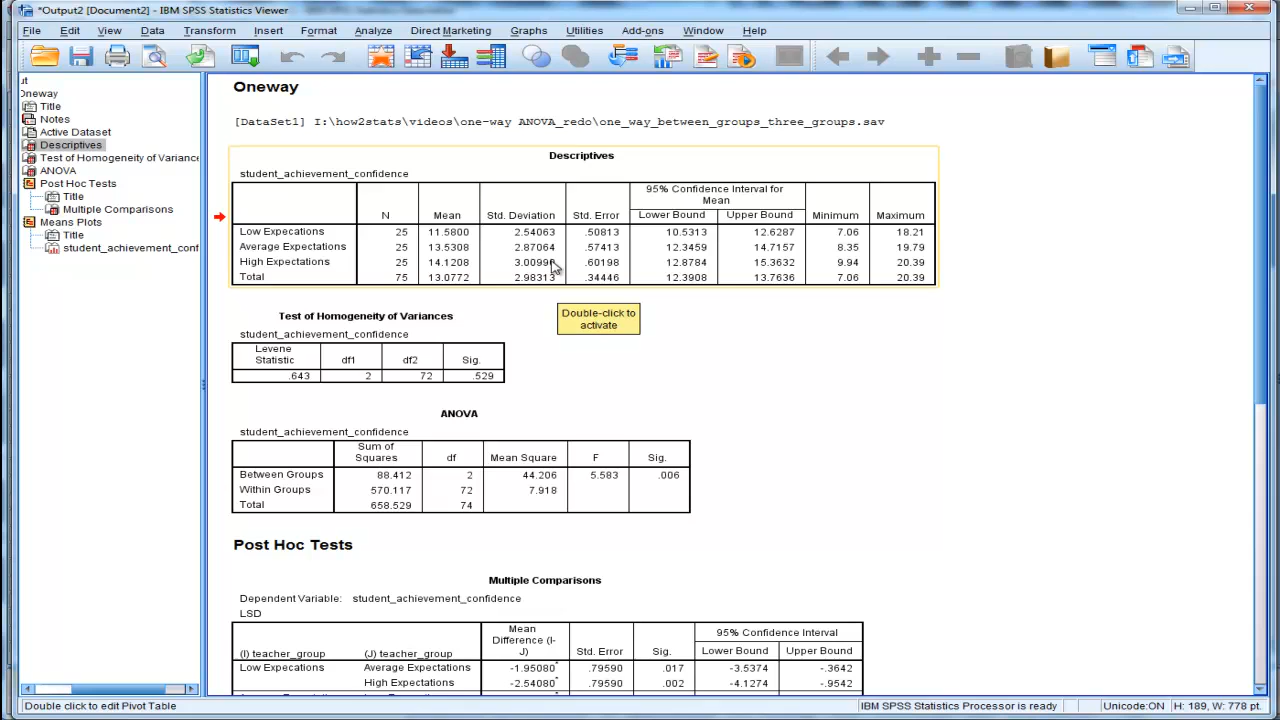 *Output2 [Document2] - IBM SPSS Statistics Viewer
File Edit View Data Transform Insert Format Analyze Direct Marketing Graphs Utilities Add-ons Window Help
ut
Oneway
Title
Notes
Active Dataset
Descriptives
Test of Homogeneity of Variance
ANOVA
Post Hoc Tests
Title
Multiple Comparisons
Means Plots
Title
student_achievement_conf
Oneway
[DataSet1] I:\how2stats\videos\one-way ANOVA_redo\one_way_between_groups_three_groups.sav
Descriptives
student_achievement_confidence
95% Confidence Interval for
Mean
N Mean Std. Deviation Std. Error Lower Bound Upper Bound Minimum Maximum
Low Expecations 25 11.5800 2.54063 .50813 10.5313 12.6287 7.06 18.21
Average Expectations 25 13.5308 2.87064 .57413 12.3459 14.7157 8.35 19.79
High Expectations 25 14.1208 3.0099 .60198 12.8784 15.3632 9.94 20.39
Total 75 13.0772 2.98313 .34446 12.3908 13.7636 7.06 20.39
Double-click to
activate
Test of Homogeneity of Variances
student_achievement_confidence
Levene
Statistic df1 df2 Sig.
.643 2 72 .529
ANOVA
student_achievement_confidence
Sum of
Squares df Mean Square F Sig.
Between Groups 88.412 2 44.206 5.583 .006
Within Groups 570.117 72 7.918
Total 658.529 74
Post Hoc Tests
Multiple Comparisons
Dependent Variable: student_achievement_confidence
LSD
Mean
Difference (I-
J)
95% Confidence Interval
(I) teacher_group (J) teacher_group Std. Error Sig. Lower Bound Upper Bound
Low Expecations Average Expectations -1.95080* .79590 .017 -3.5374 -.3642
High Expectations -2.54080* .79590 .002 -4.1274 -.9542
Double click to edit Pivot Table
IBM SPSS Statistics Processor is ready Unicode:ON H: 189, W: 778 pt.